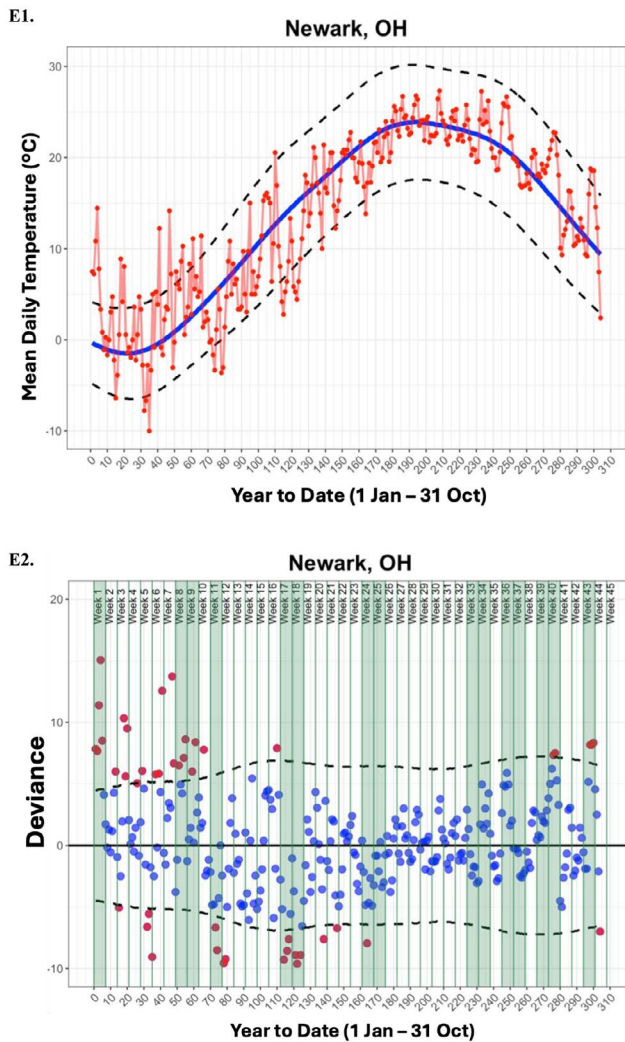 E1.
Newark, OH
Mean Daily Temperature (ºC)
30
20
10
0
-10
0 10 20 30 40 50 60 70 80 90 100 110 120 130 140 150 160 170 180 190 200 210 220 230 240 250 260 270 280 290 300 310
Year to Date (1 Jan – 31 Oct)
E2.
Newark, OH
Deviance
20
10
0
-10
Week 1 Week 2 Week 3 Week 4 Week 5 Week 6 Week 7 Week 8 Week 9 Week 10 Week 11 Week 12 Week 13 Week 14 Week 15 Week 16 Week 17 Week 18 Week 19 Week 20 Week 21 Week 22 Week 23 Week 24 Week 25 Week 26 Week 27 Week 28 Week 29 Week 30 Week 31 Week 32 Week 33 Week 34 Week 35 Week 36 Week 37 Week 38 Week 39 Week 40 Week 41 Week 42 Week 43 Week 44 Week 45
0 10 20 30 40 50 60 70 80 90 100 110 120 130 140 150 160 170 180 190 200 210 220 230 240 250 260 270 280 290 300 310
Year to Date (1 Jan – 31 Oct)